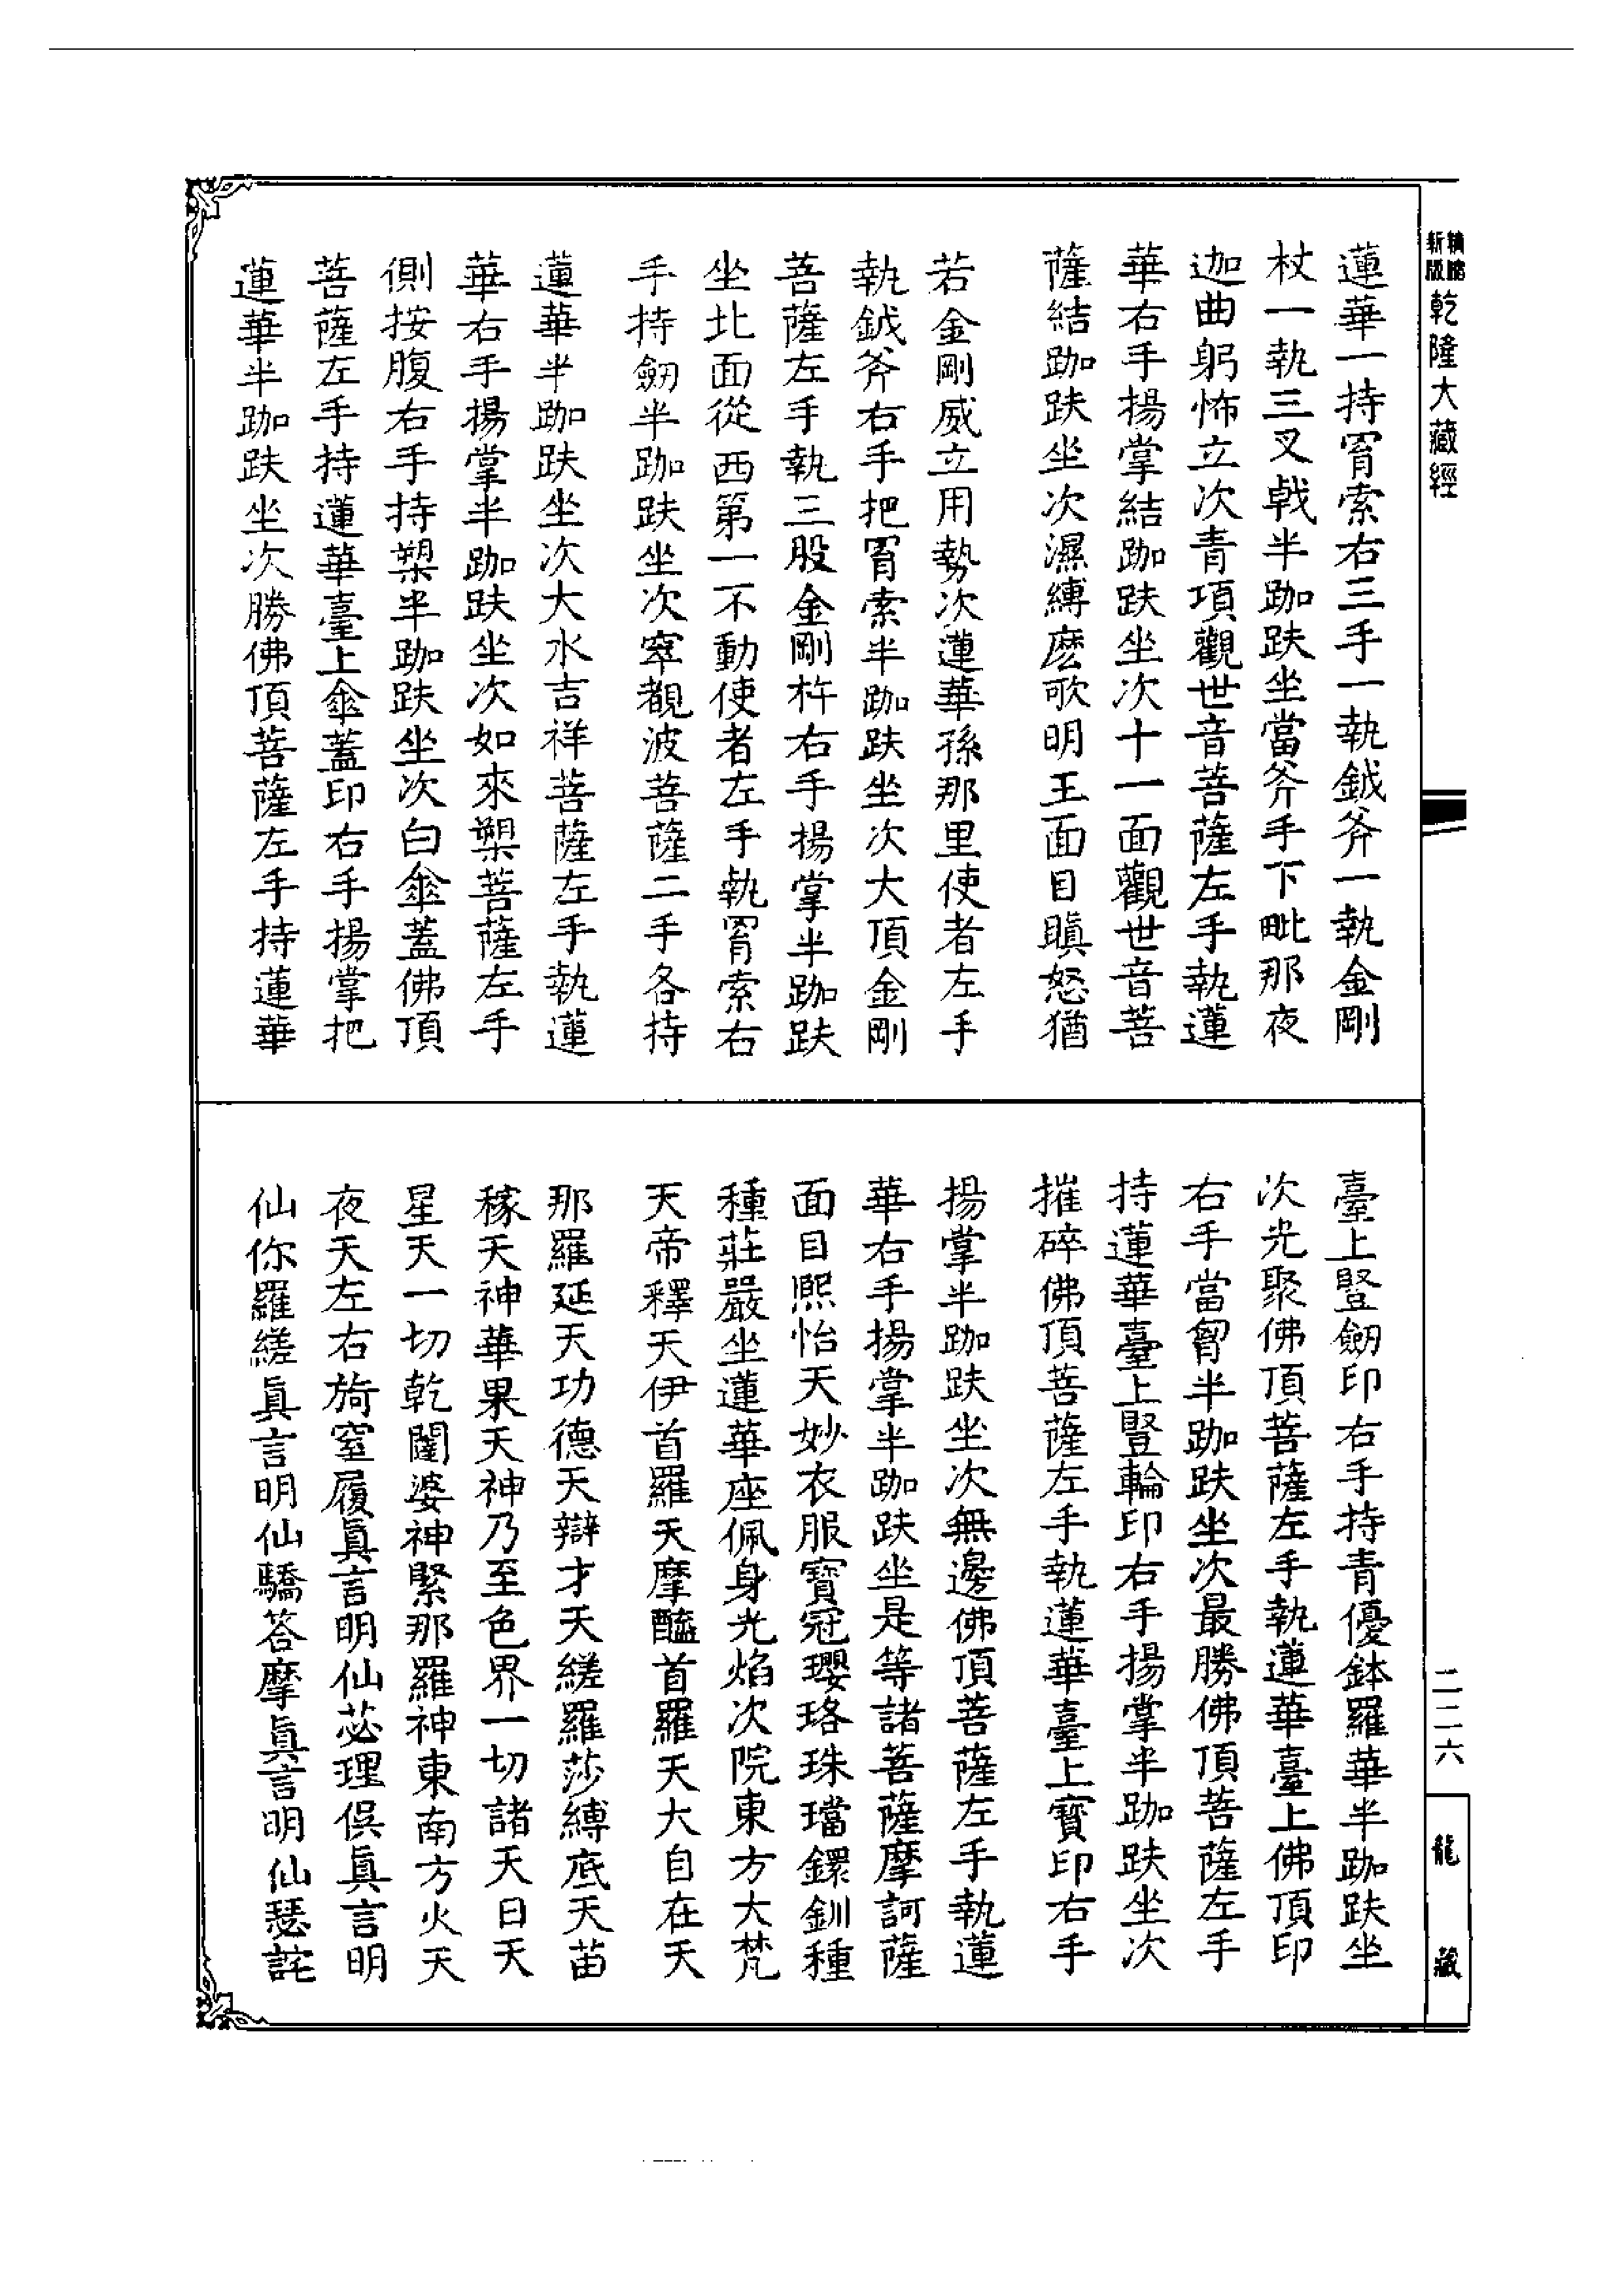 精縮新版乾隆大藏經
蓮華一持罥索右三手一執鉞斧一執金剛
杖一執三叉戟半跏趺坐當斧手下毗那夜
迦曲躬怖立次青項觀世音菩薩左手執蓮
華右手揚掌結跏趺坐次十一面觀世音菩
薩結跏趺坐次濕縛麽歌明王面目瞋怒猶
若金剛威立用勢次蓮華孫那里使者左手
執鉞斧右手把罥索半跏趺坐次大頂金剛
菩薩左手執三股金剛杵右手揚掌半跏趺
坐北面從西第一不動使者左手執罥索右
手持劒半跏趺坐次窣覩波菩薩二手各持
蓮華半跏趺坐次大水吉祥菩薩左手執蓮
華右手揚掌半跏趺坐次如來槊菩薩左手
側按腹右手持槊半跏趺坐次白傘蓋佛頂
菩薩左手持蓮華臺上傘蓋印右手揚掌把
蓮華半跏趺坐次勝佛頂菩薩左手持蓮華
臺上豎劒印右手持青優鉢羅華半跏趺坐
次光聚佛頂菩薩左手執蓮華臺上佛頂印
右手當胷半跏趺坐次最勝佛頂菩薩左手
持蓮華臺上豎輪印右手揚掌半跏趺坐次
摧碎佛頂菩薩左手執蓮華臺上寳印右手
揚掌半跏趺坐次無邊佛頂菩薩左手執蓮
華右手揚掌半跏趺坐是等諸菩薩摩訶薩
面目熙怡天妙衣服寳冠瓔珞珠璫鐶釧種
種莊嚴坐蓮華座佩身光焰次院東方大梵
天帝釋天伊首羅天摩醯首羅天大自在天
那羅延天功德天辯才天縒羅莎縛底天苗
稼天神華果天神乃至色界一切諸天日天
星天一切乾闥婆神緊那羅神東南方火天
夜天左右旖窒履眞言明仙苾理俣眞言明
仙你羅縒眞言明仙驕荅摩眞言明仙瑟詫
二二六
龍藏